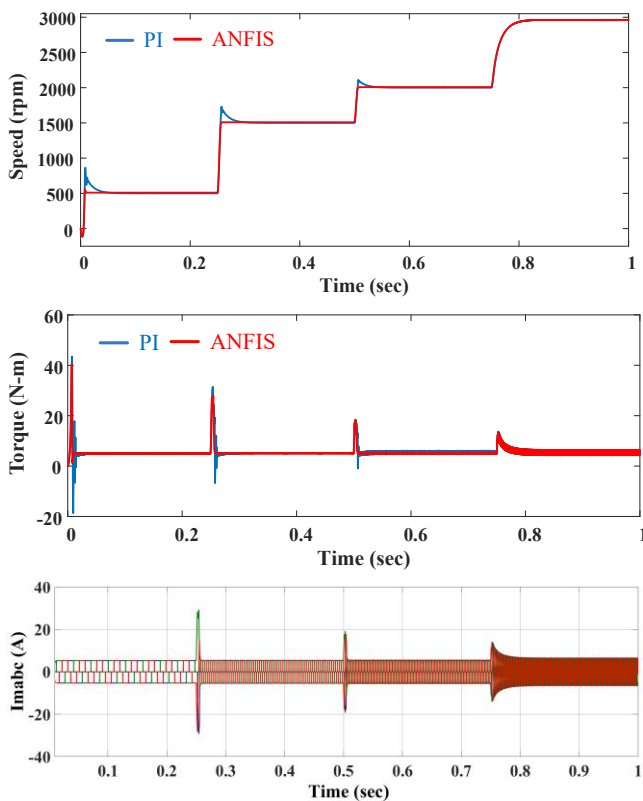 3000
2500
2000
1500
1000
500
0
Speed (rpm)
PI ANFIS
0 0.2 0.4 0.6 0.8 1
Time (sec)
60
40
20
0
-20
Torque (N-m)
PI ANFIS
0 0.2 0.4 0.6 0.8 1
Time (sec)
40
20
0
-20
-40
Imabc (A)
0.1 0.2 0.3 0.4 0.5 0.6 0.7 0.8 0.9 1
Time (sec)